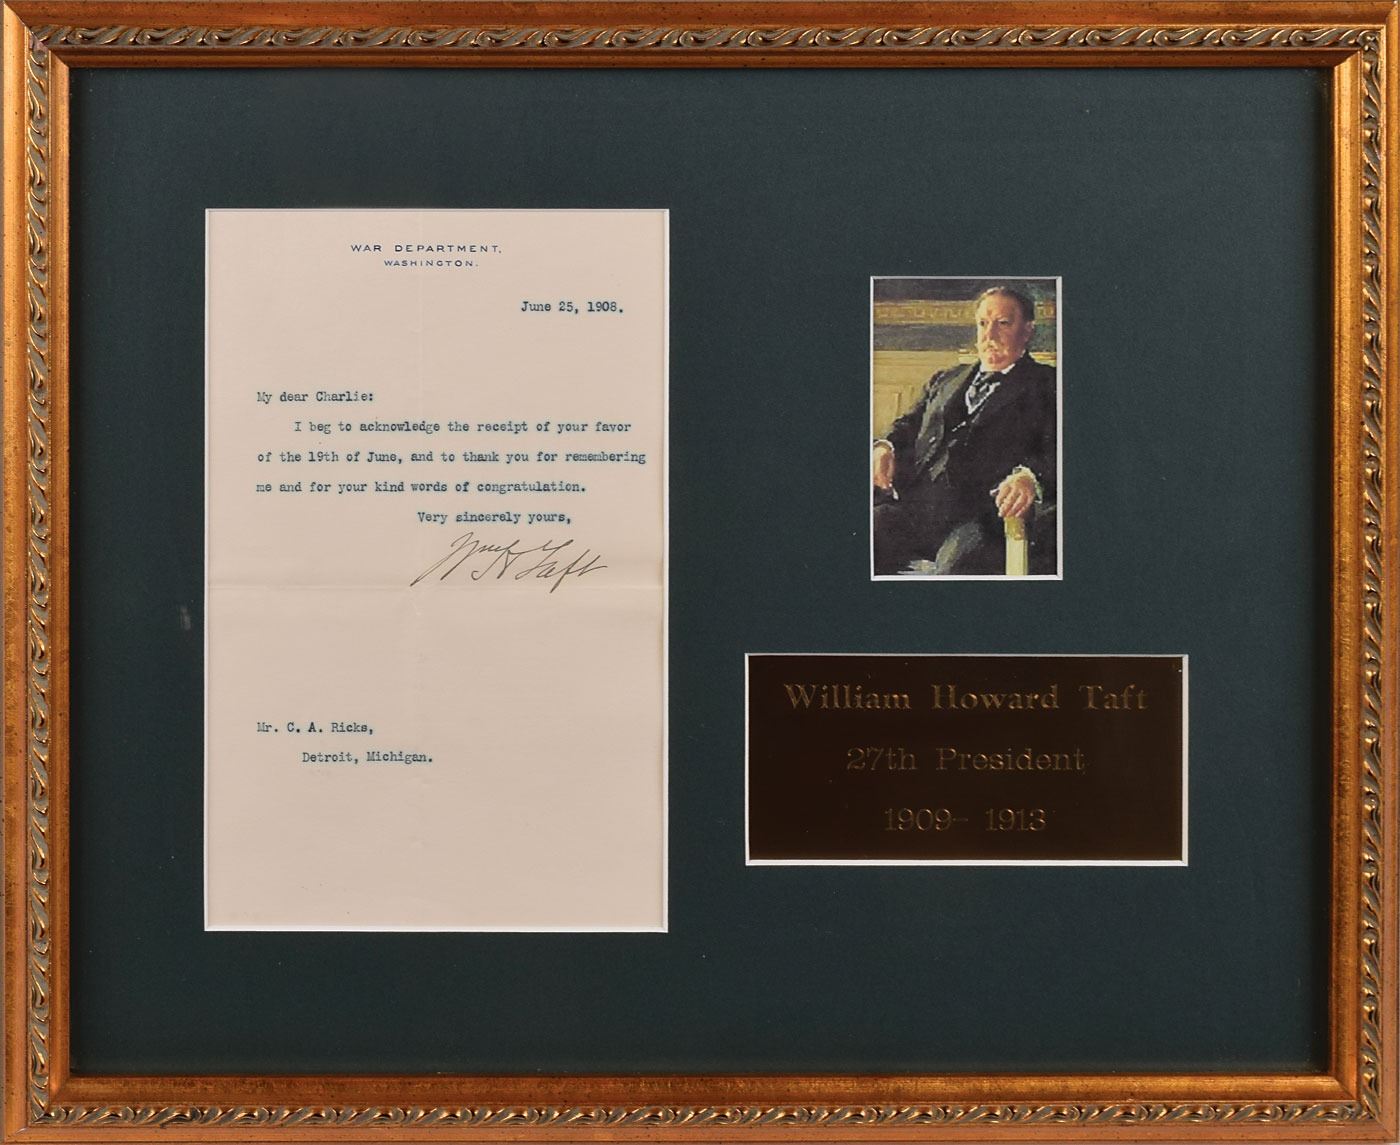 WAR DEPARTMENT,
WASHINGTON.
June 25, 1908.
My dear Charlie:
I beg to acknowledge the receipt of your favor
of the 19th of June, and to thank you for remembering
me and for your kind words of congratulation.
Very sincerely yours,
Wm H Taft
Mr. C. A. Ricks,
Detroit, Michigan.
William Howard Taft
27th President
1909- 1913